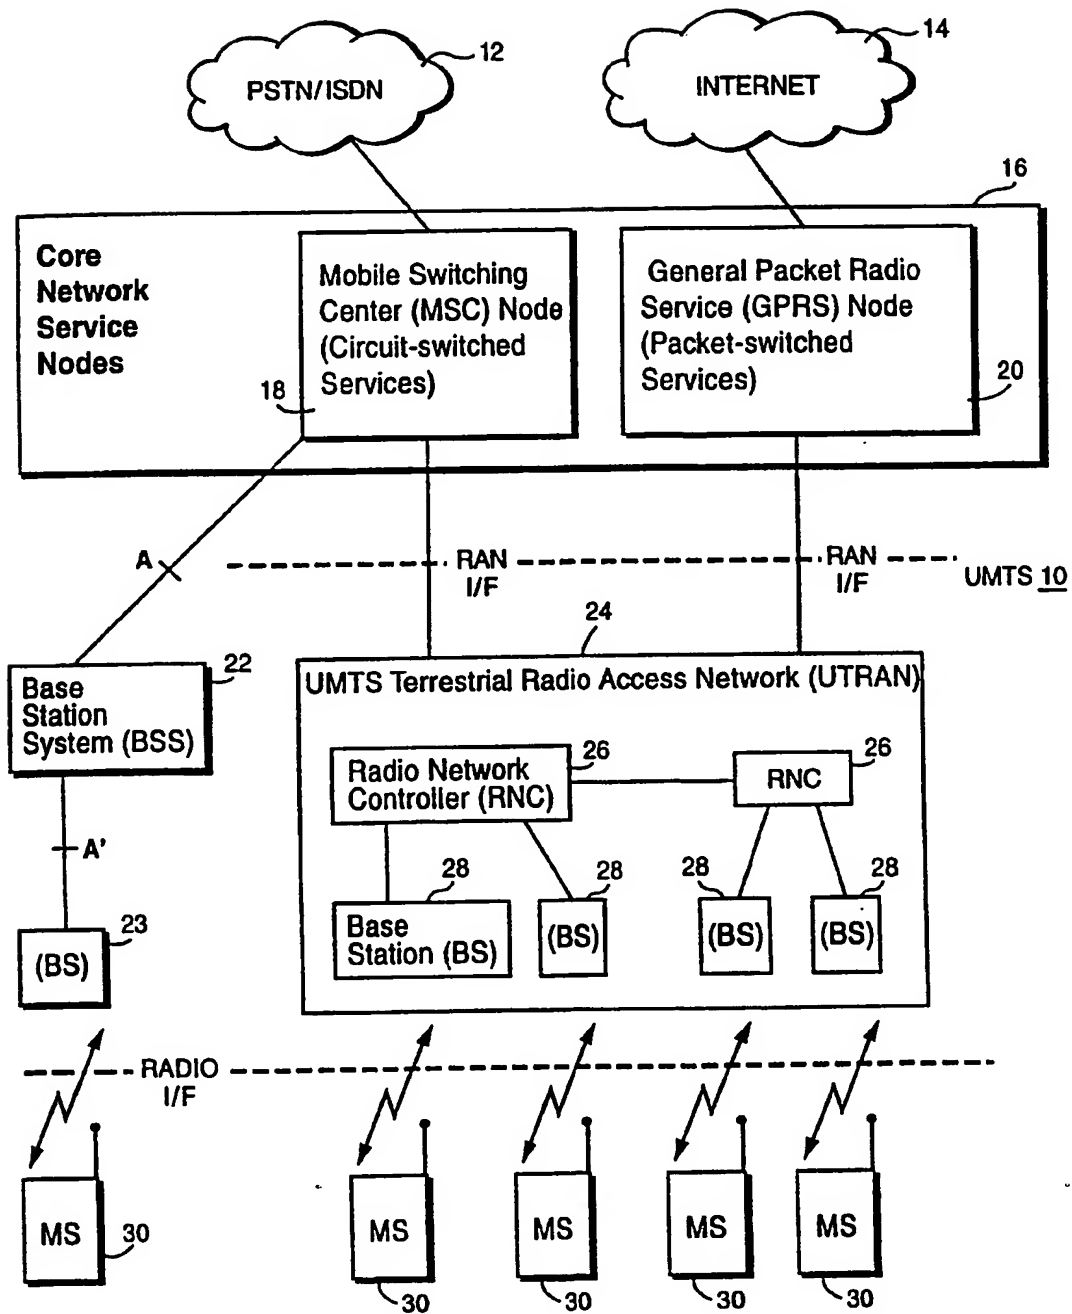 12
PSTN/ISDN
14
INTERNET
16
Core
Network
Service
Nodes
Mobile Switching
Center (MSC) Node
(Circuit-switched
Services)
18
General Packet Radio
Service (GPRS) Node
(Packet-switched
Services)
20
A
RAN
I/F
RAN
I/F
UMTS 10
22
Base
Station
System (BSS)
24
UMTS Terrestrial Radio Access Network (UTRAN)
26
Radio Network
Controller (RNC)
26
RNC
A'
28
Base
Station (BS)
28
(BS)
28
(BS)
28
(BS)
23
(BS)
RADIO
I/F
MS
30
MS
30
MS
30
MS
30
MS
30